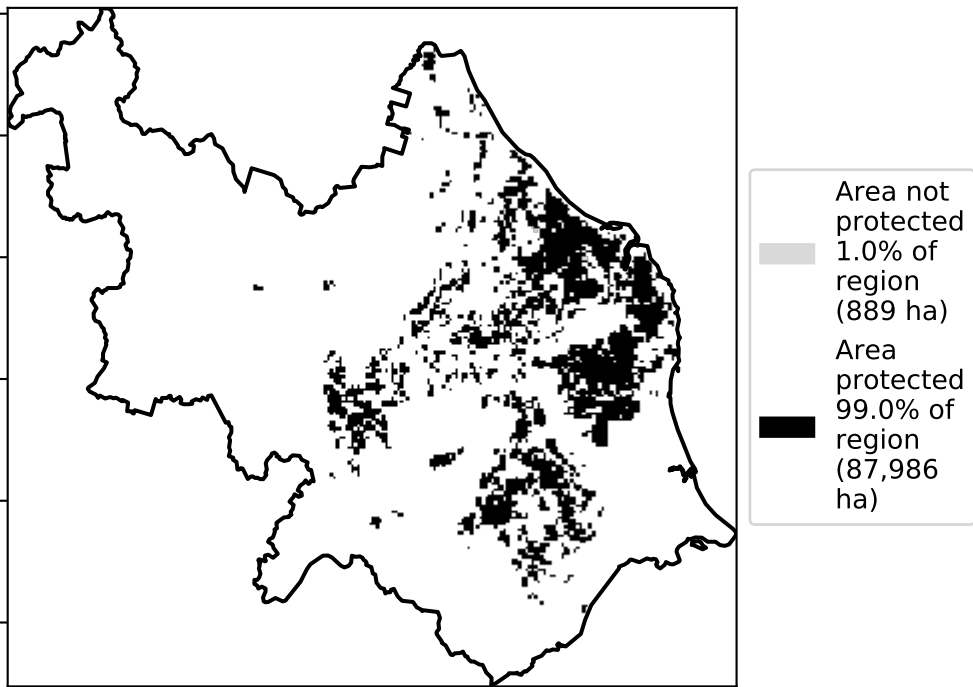 Area not
protected
1.0% of
region
(889 ha)
Area
protected
99.0% of
region
(87,986
ha)